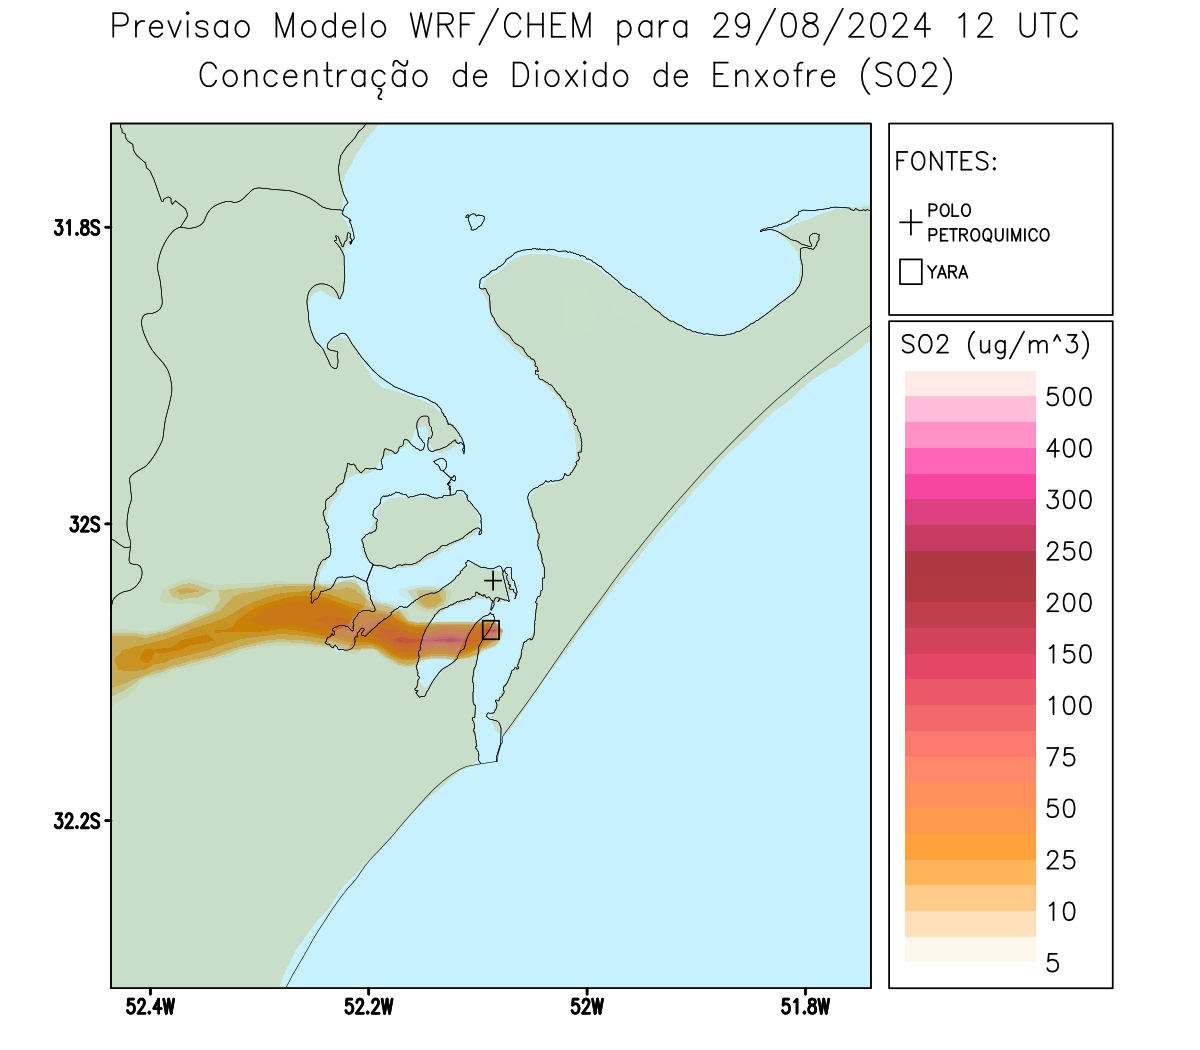 Previsao Modelo WRF/CHEM para 29/08/2024 12 UTC
Concentração de Dioxido de Enxofre (SO2)
FONTES:
POLO
PETROQUIMICO
YARA
31.8S
32S
32.2S
52.4W
52.2W
52W
51.8W
SO2 (ug/m^3)
500
400
300
250
200
150
100
75
50
25
10
5